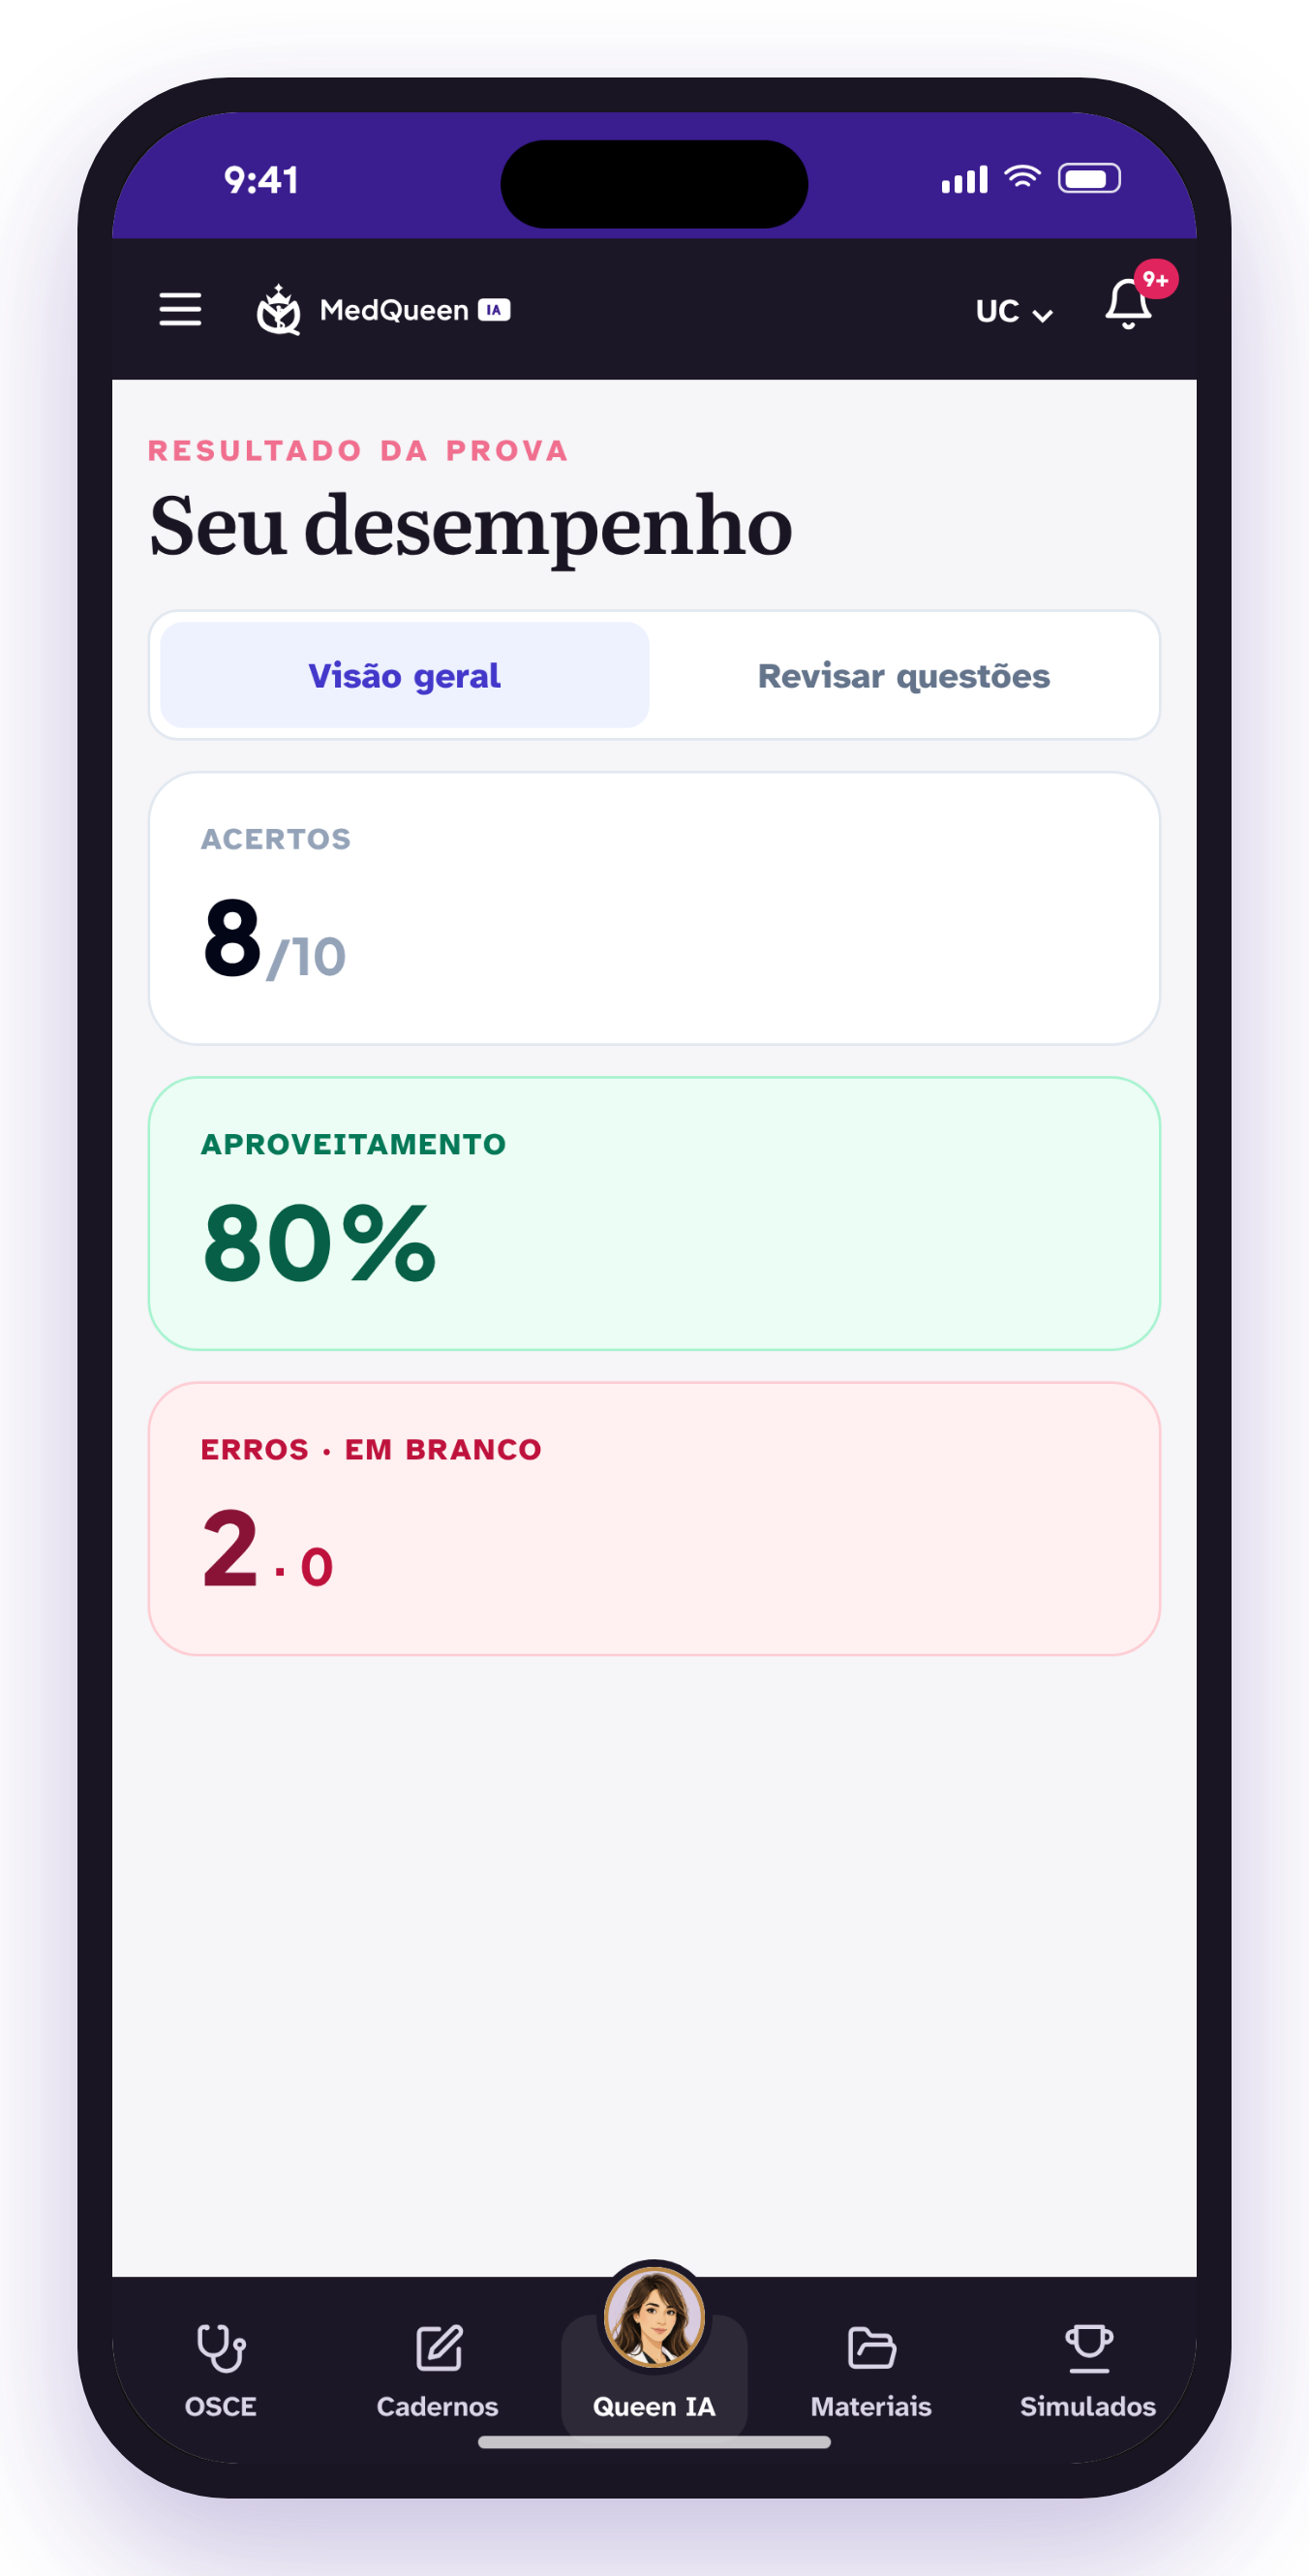 9:41
MedQueen IA
UC
9+
RESULTADO DA PROVA
Seu desempenho
Visão geral
Revisar questões
ACERTOS
8/10
APROVEITAMENTO
80%
ERROS · EM BRANCO
2 · 0
OSCE
Cadernos
Queen IA
Materiais
Simulados